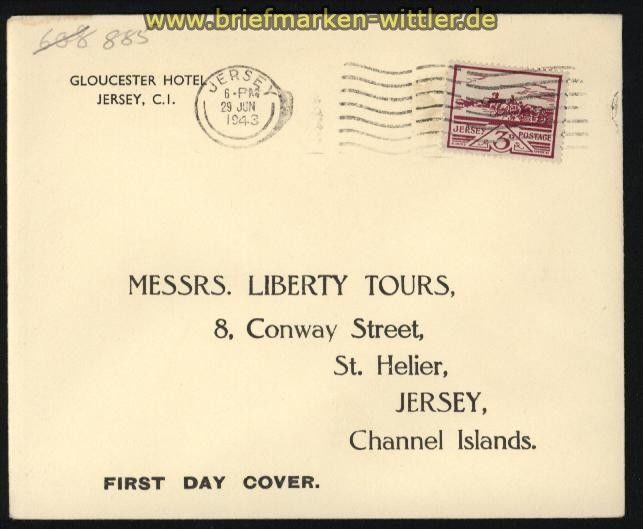 www.briefmarken-wittler.de
688 885
GLOUCESTER HOTEL
JERSEY, C.I.
JERSEY
6-PM
29 JUN
1943
JERSEY POSTAGE
3D
MESSRS. LIBERTY TOURS,
8, Conway Street,
St. Helier,
JERSEY,
Channel Islands.
FIRST DAY COVER.